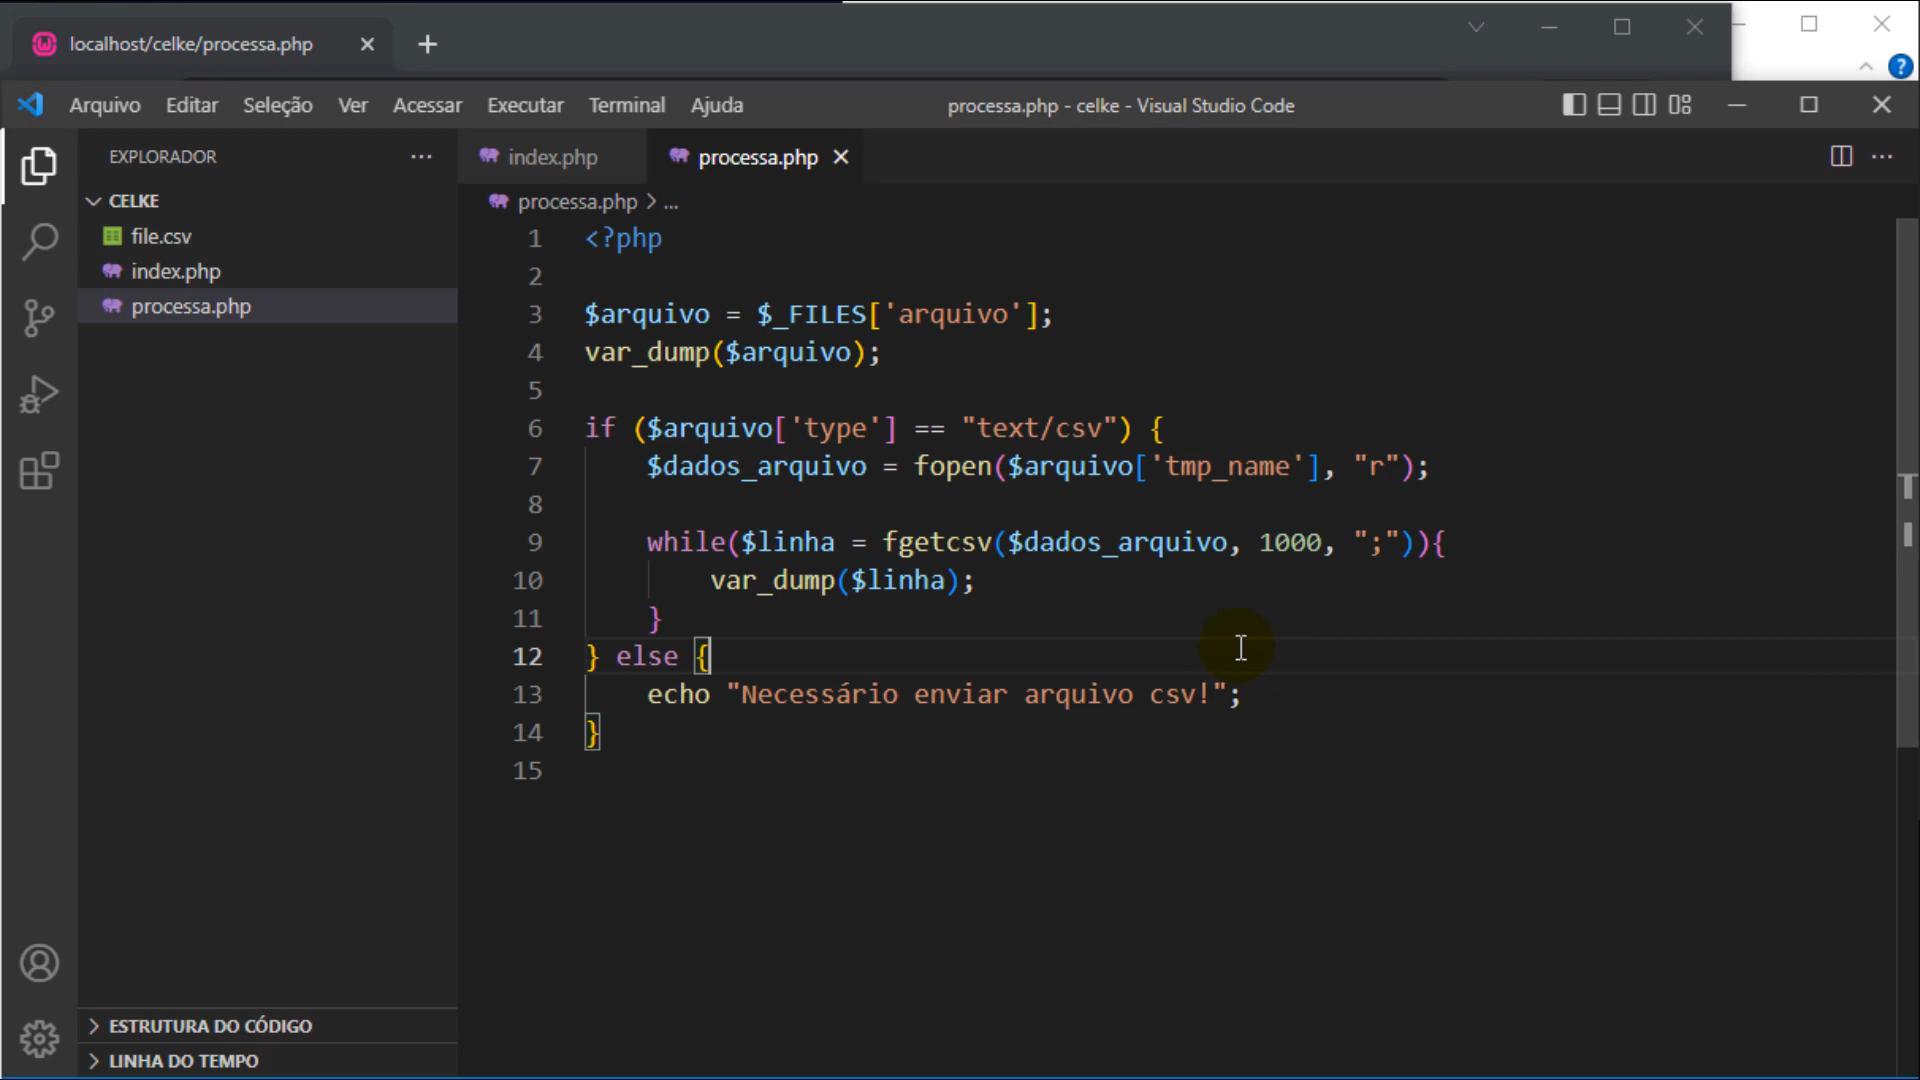 localhost/celke/processa.php
Arquivo Editar Seleção Ver Acessar Executar Terminal Ajuda
processa.php - celke - Visual Studio Code
EXPLORADOR
CELKE
file.csv
index.php
processa.php
index.php
processa.php
processa.php > ...
1 <?php
2
3 $arquivo = $_FILES['arquivo'];
4 var_dump($arquivo);
5
6 if ($arquivo['type'] == "text/csv") {
7     $dados_arquivo = fopen($arquivo['tmp_name'], "r");
8
9     while($linha = fgetcsv($dados_arquivo, 1000, ";")){
10         var_dump($linha);
11     }
12 } else {
13     echo "Necessário enviar arquivo csv!";
14 }
15
ESTRUTURA DO CÓDIGO
LINHA DO TEMPO